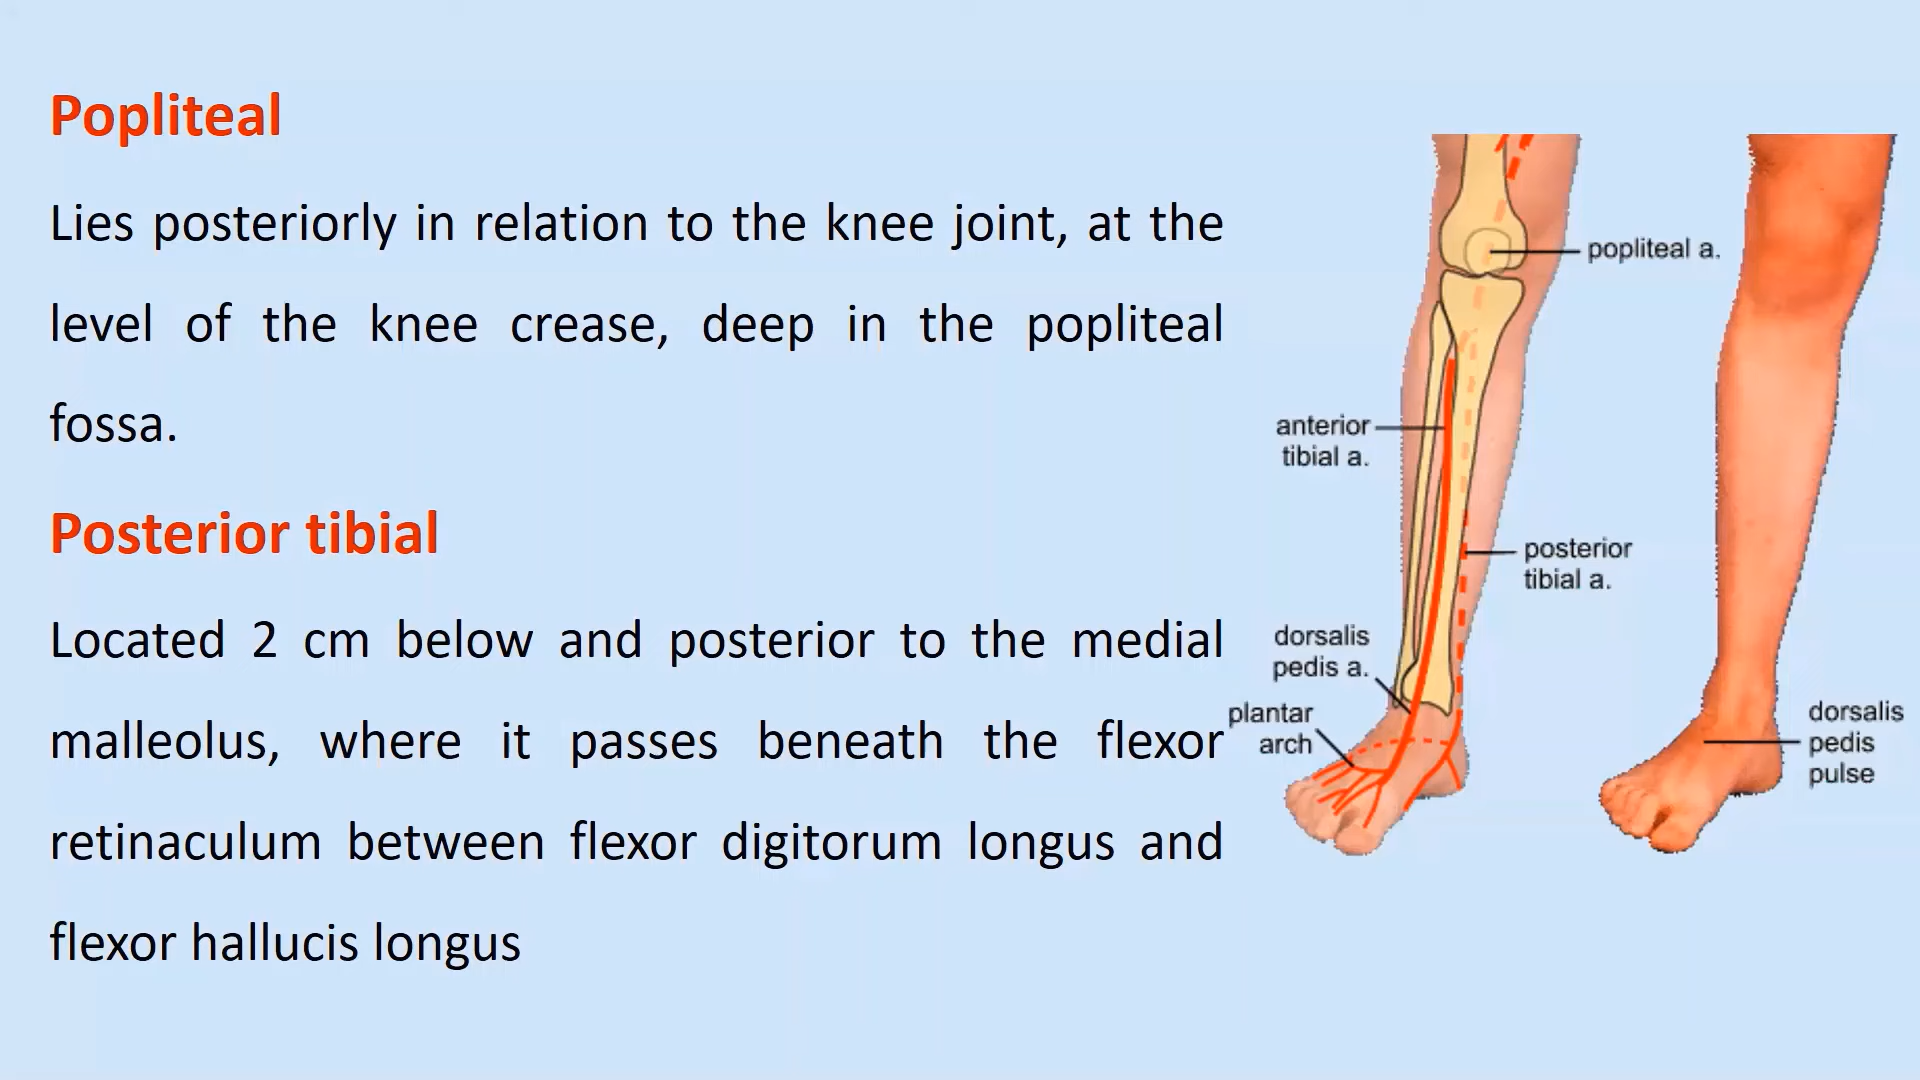 Popliteal
Lies posteriorly in relation to the knee joint, at the
level of the knee crease, deep in the popliteal
fossa.
Posterior tibial
Located 2 cm below and posterior to the medial
malleolus, where it passes beneath the flexor
retinaculum between flexor digitorum longus and
flexor hallucis longus
popliteal a.
anterior
tibial a.
posterior
tibial a.
dorsalis
pedis a.
plantar
arch
dorsalis
pedis
pulse